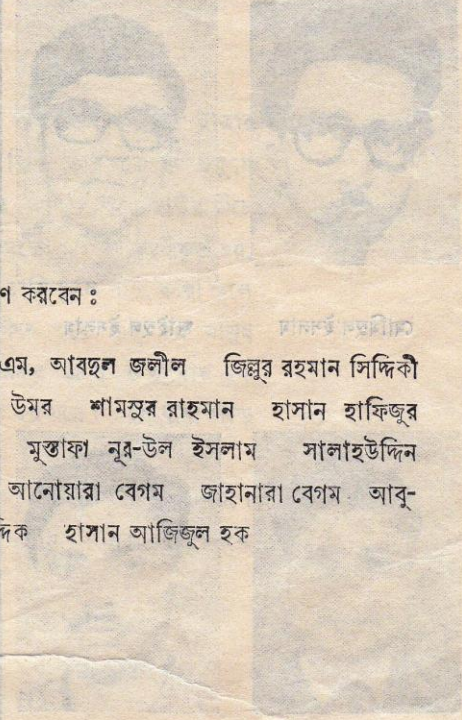 ণ করবেন :
এম, আবদুল জলীল জিল্লুর রহমান সিদ্দিকী
উমর শামসুর রাহমান হাসান হাফিজুর
মুস্তাফা নূর-উল ইসলাম সালাহউদ্দিন
আনোয়ারা বেগম জাহানারা বেগম আবু-
দ্দিক হাসান আজিজুল হক